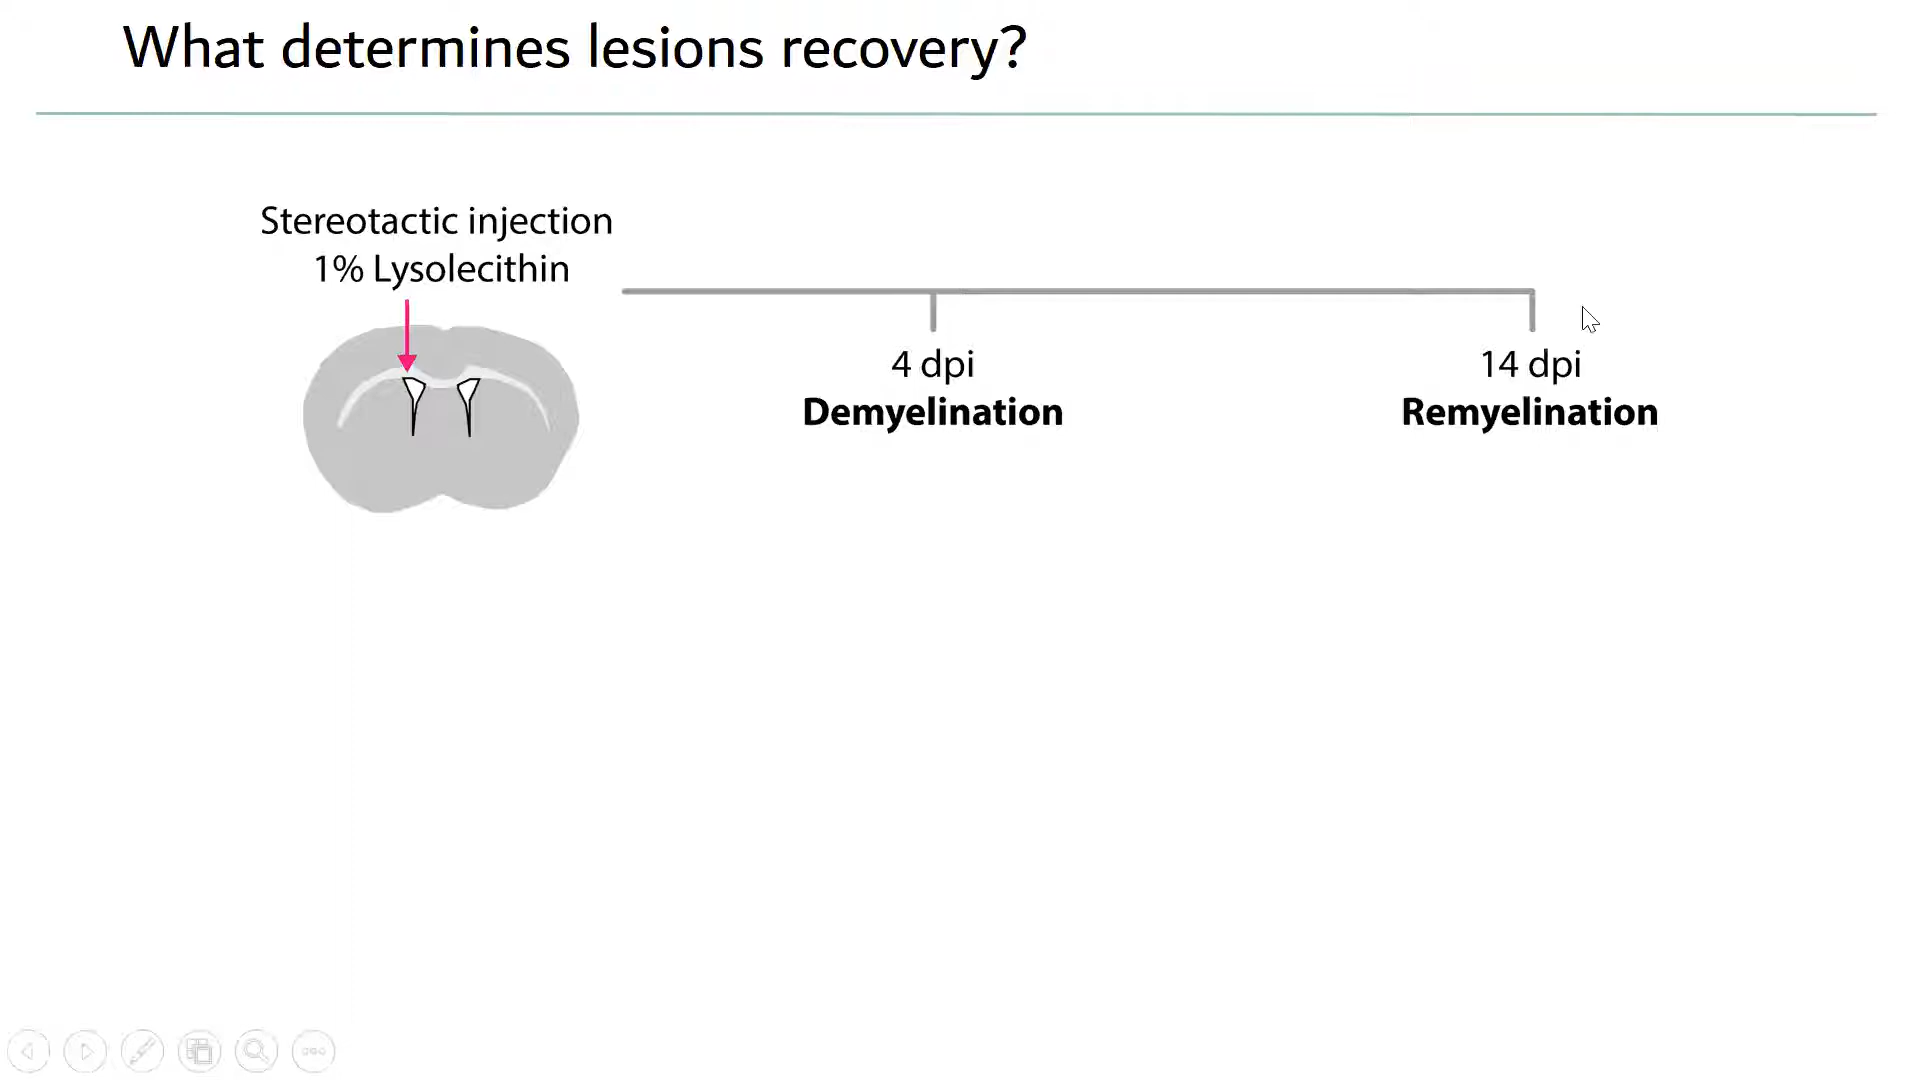 What determines lesions recovery?
Stereotactic injection
1% Lysolecithin
4 dpi
Demyelination
14 dpi
Remyelination